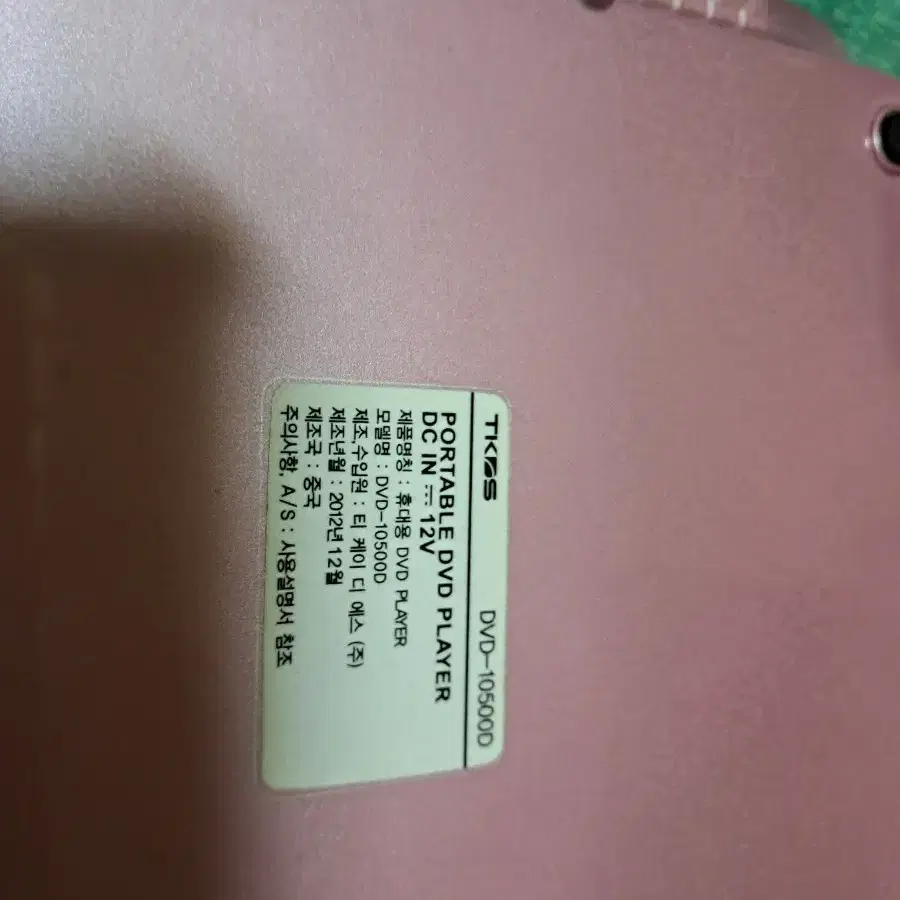 TKDS DVD-10500D
PORTABLE DVD PLAYER
DC IN ⎓ 12V
제품명칭 : 휴대용 DVD PLAYER
모델명 : DVD-10500D
제조,수입원 : 티 케이 디 에스 (주)
제조년월 : 2012년 12월
제조국 : 중국
주의사항, A/S : 사용설명서 참조